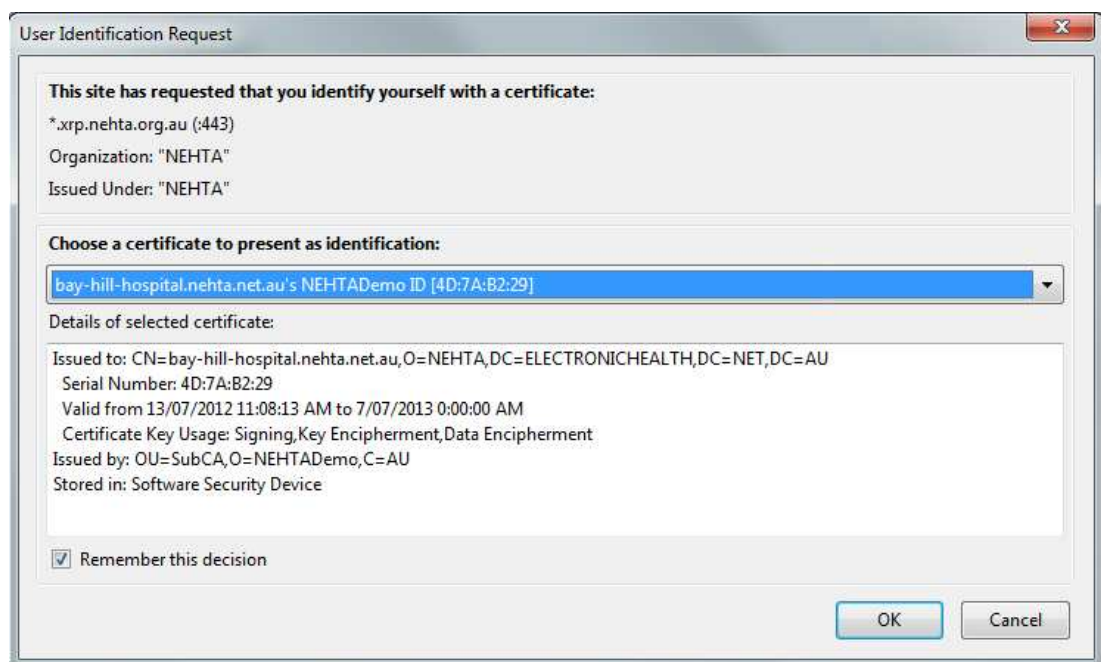 User Identification Request
This site has requested that you identify yourself with a certificate:
*.xrp.nehta.org.au (:443)
Organization: "NEHTA"
Issued Under: "NEHTA"
Choose a certificate to present as identification:
bay-hill-hospital.nehta.net.au's NEHTADemo ID [4D:7A:B2:29]
Details of selected certificate:
Issued to: CN=bay-hill-hospital.nehta.net.au,O=NEHTA,DC=ELECTRONICHEALTH,DC=NET,DC=AU
Serial Number: 4D:7A:B2:29
Valid from 13/07/2012 11:08:13 AM to 7/07/2013 0:00:00 AM
Certificate Key Usage: Signing,Key Encipherment,Data Encipherment
Issued by: OU=SubCA,O=NEHTADemo,C=AU
Stored in: Software Security Device
Remember this decision
OK Cancel